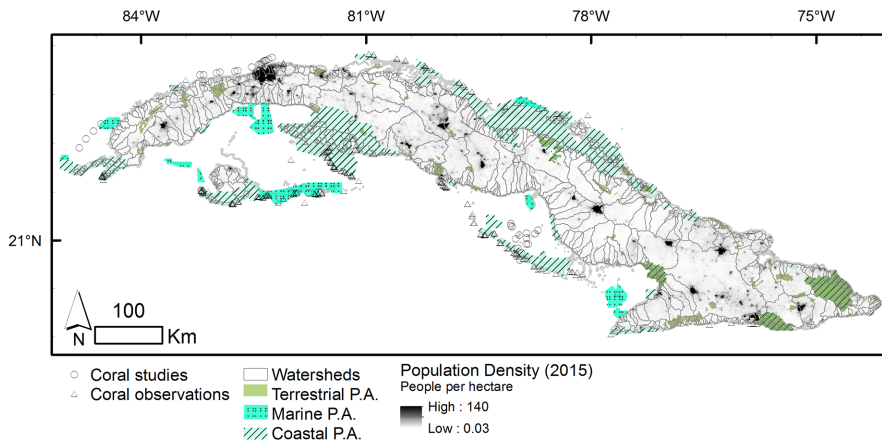 84°W 81°W 78°W 75°W
21°N
100
N Km
Coral studies
Coral observations
Watersheds
Terrestrial P.A.
Marine P.A.
Coastal P.A.
Population Density (2015)
People per hectare
High : 140
Low : 0.03